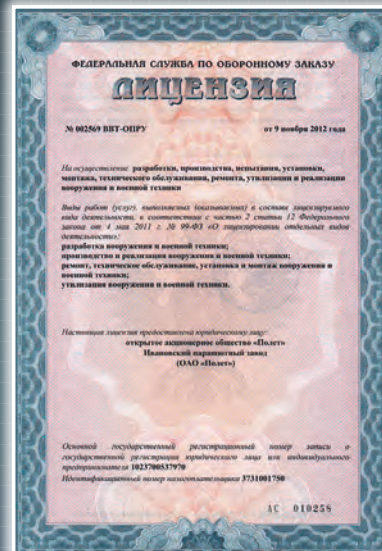 ФЕДЕРАЛЬНАЯ СЛУЖБА ПО ОБОРОННОМУ ЗАКАЗУ
ЛИЦЕНЗИЯ
№ 002569 ВВТ-ОПРУ от 9 ноября 2012 года
На осуществление разработки, производства, испытания, установки,
монтажа, технического обслуживания, ремонта, утилизации и реализации
вооружения и военной техники
Виды работ (услуг), выполняемых (оказываемых) в составе лицензируемого
вида деятельности, в соответствии с частью 2 статьи 12 Федерального
закона от 4 мая 2011 г. № 99-ФЗ «О лицензировании отдельных видов
деятельности»:
разработка вооружения и военной техники;
производство и реализация вооружения и военной техники;
ремонт, техническое обслуживание, установка и монтаж вооружения и
военной техники;
утилизация вооружения и военной техники.
Настоящая лицензия предоставлена юридическому лицу:
открытое акционерное общество «Полет»
Ивановский парашютный завод
(ОАО «Полет»)
Основной государственный регистрационный номер записи о
государственной регистрации юридического лица или индивидуального
предпринимателя 1023700537970
Идентификационный номер налогоплательщика 3731001750
АС 010258